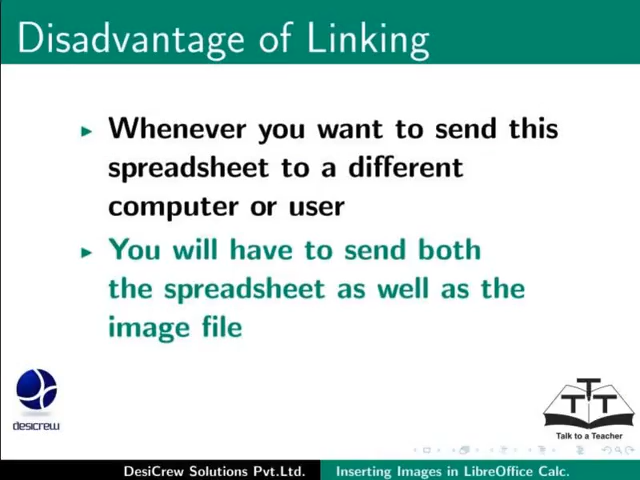 Disadvantage of Linking
Whenever you want to send this
spreadsheet to a different
computer or user
You will have to send both
the spreadsheet as well as the
image file
desicrew
T T T
Talk to a Teacher
DesiCrew Solutions Pvt.Ltd. Inserting Images in LibreOffice Calc.